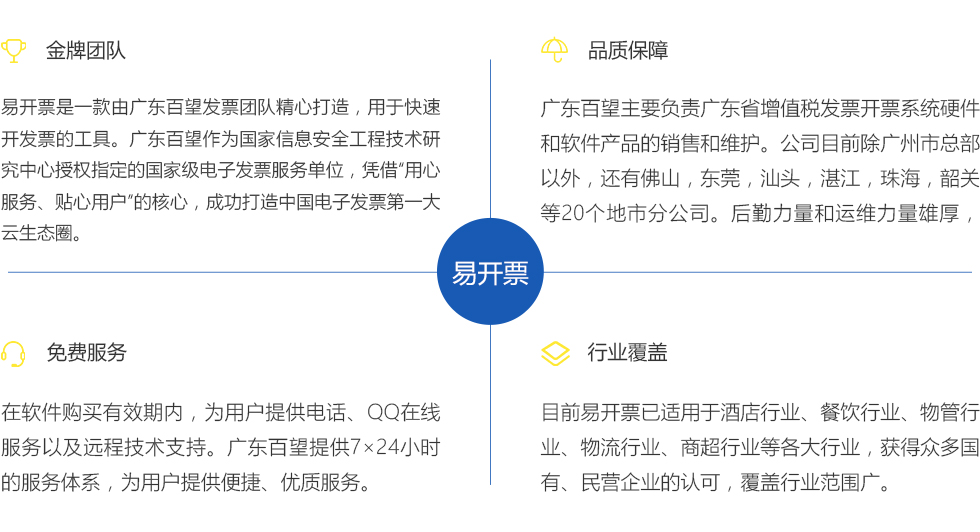 金牌团队
易开票是一款由广东百望发票团队精心打造，用于快速
开发票的工具。广东百望作为国家信息安全工程技术研
究中心授权指定的国家级电子发票服务单位，凭借“用心
服务、贴心用户”的核心，成功打造中国电子发票第一大
云生态圈。
品质保障
广东百望主要负责广东省增值税发票开票系统硬件
和软件产品的销售和维护。公司目前除广州市总部
以外，还有佛山，东莞，汕头，湛江，珠海，韶关
等20个地市分公司。后勤力量和运维力量雄厚，
易开票
免费服务
在软件购买有效期内，为用户提供电话、QQ在线
服务以及远程技术支持。广东百望提供7×24小时
的服务体系，为用户提供便捷、优质服务。
行业覆盖
目前易开票已适用于酒店行业、餐饮行业、物管行
业、物流行业、商超行业等各大行业，获得众多国
有、民营企业的认可，覆盖行业范围广。